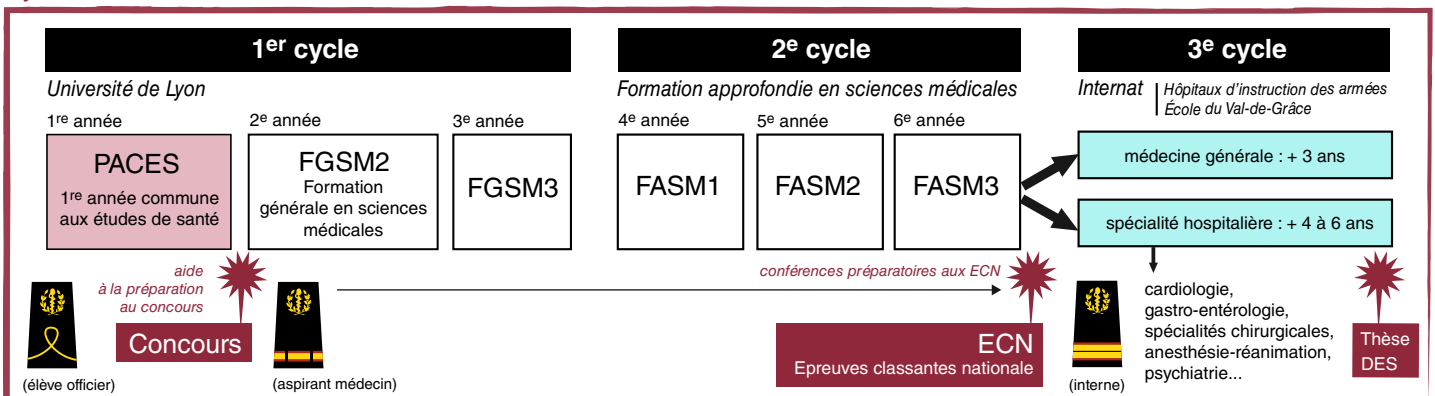 1er cycle
2e cycle
3e cycle
Université de Lyon
Formation approfondie en sciences médicales
Internat
Hôpitaux d'instruction des armées
École du Val-de-Grâce
1re année
2e année
3e année
4e année
5e année
6e année
PACES
1re année commune
aux études de santé
FGSM2
Formation
générale en sciences
médicales
FGSM3
FASM1
FASM2
FASM3
médecine générale : + 3 ans
spécialité hospitalière : + 4 à 6 ans
aide
à la préparation
au concours
Concours
conférences préparatoires aux ECN
ECN
Epreuves classantes nationale
cardiologie,
gastro-entérologie,
spécialités chirurgicales,
anesthésie-réanimation,
psychiatrie...
Thèse
DES
(élève officier)
(aspirant médecin)
(interne)